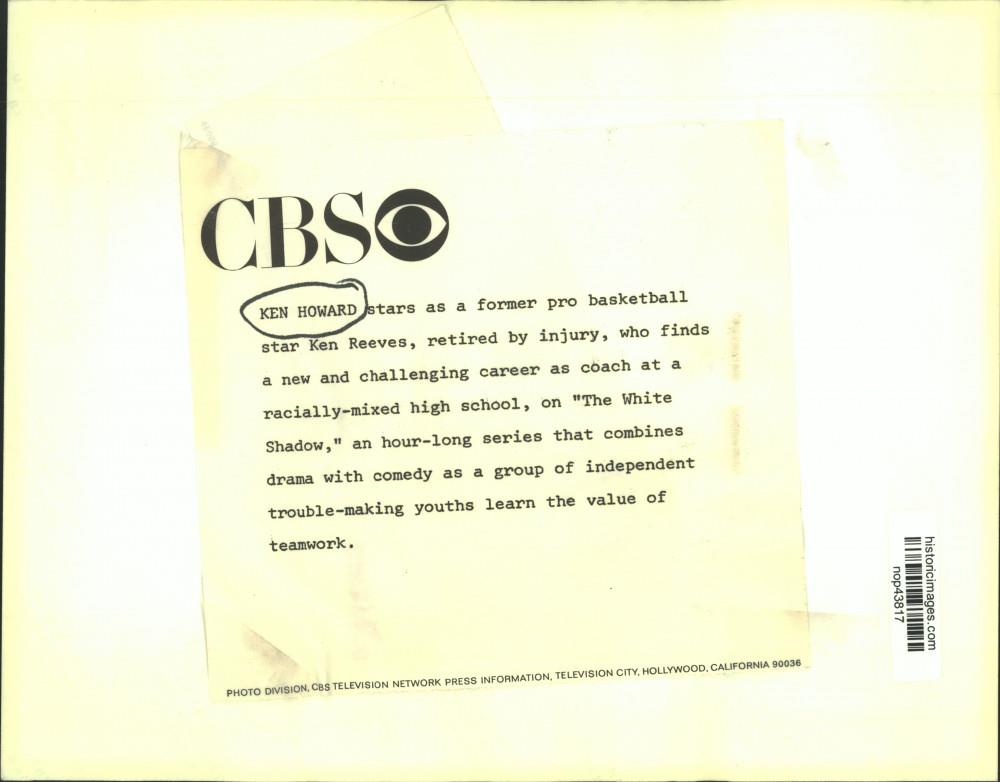 CBS
KEN HOWARD stars as a former pro basketball
star Ken Reeves, retired by injury, who finds
a new and challenging career as coach at a
racially-mixed high school, on "The White
Shadow," an hour-long series that combines
drama with comedy as a group of independent
trouble-making youths learn the value of
teamwork.
PHOTO DIVISION, CBS TELEVISION NETWORK PRESS INFORMATION, TELEVISION CITY, HOLLYWOOD, CALIFORNIA 90036
historicimages.com
nop43817